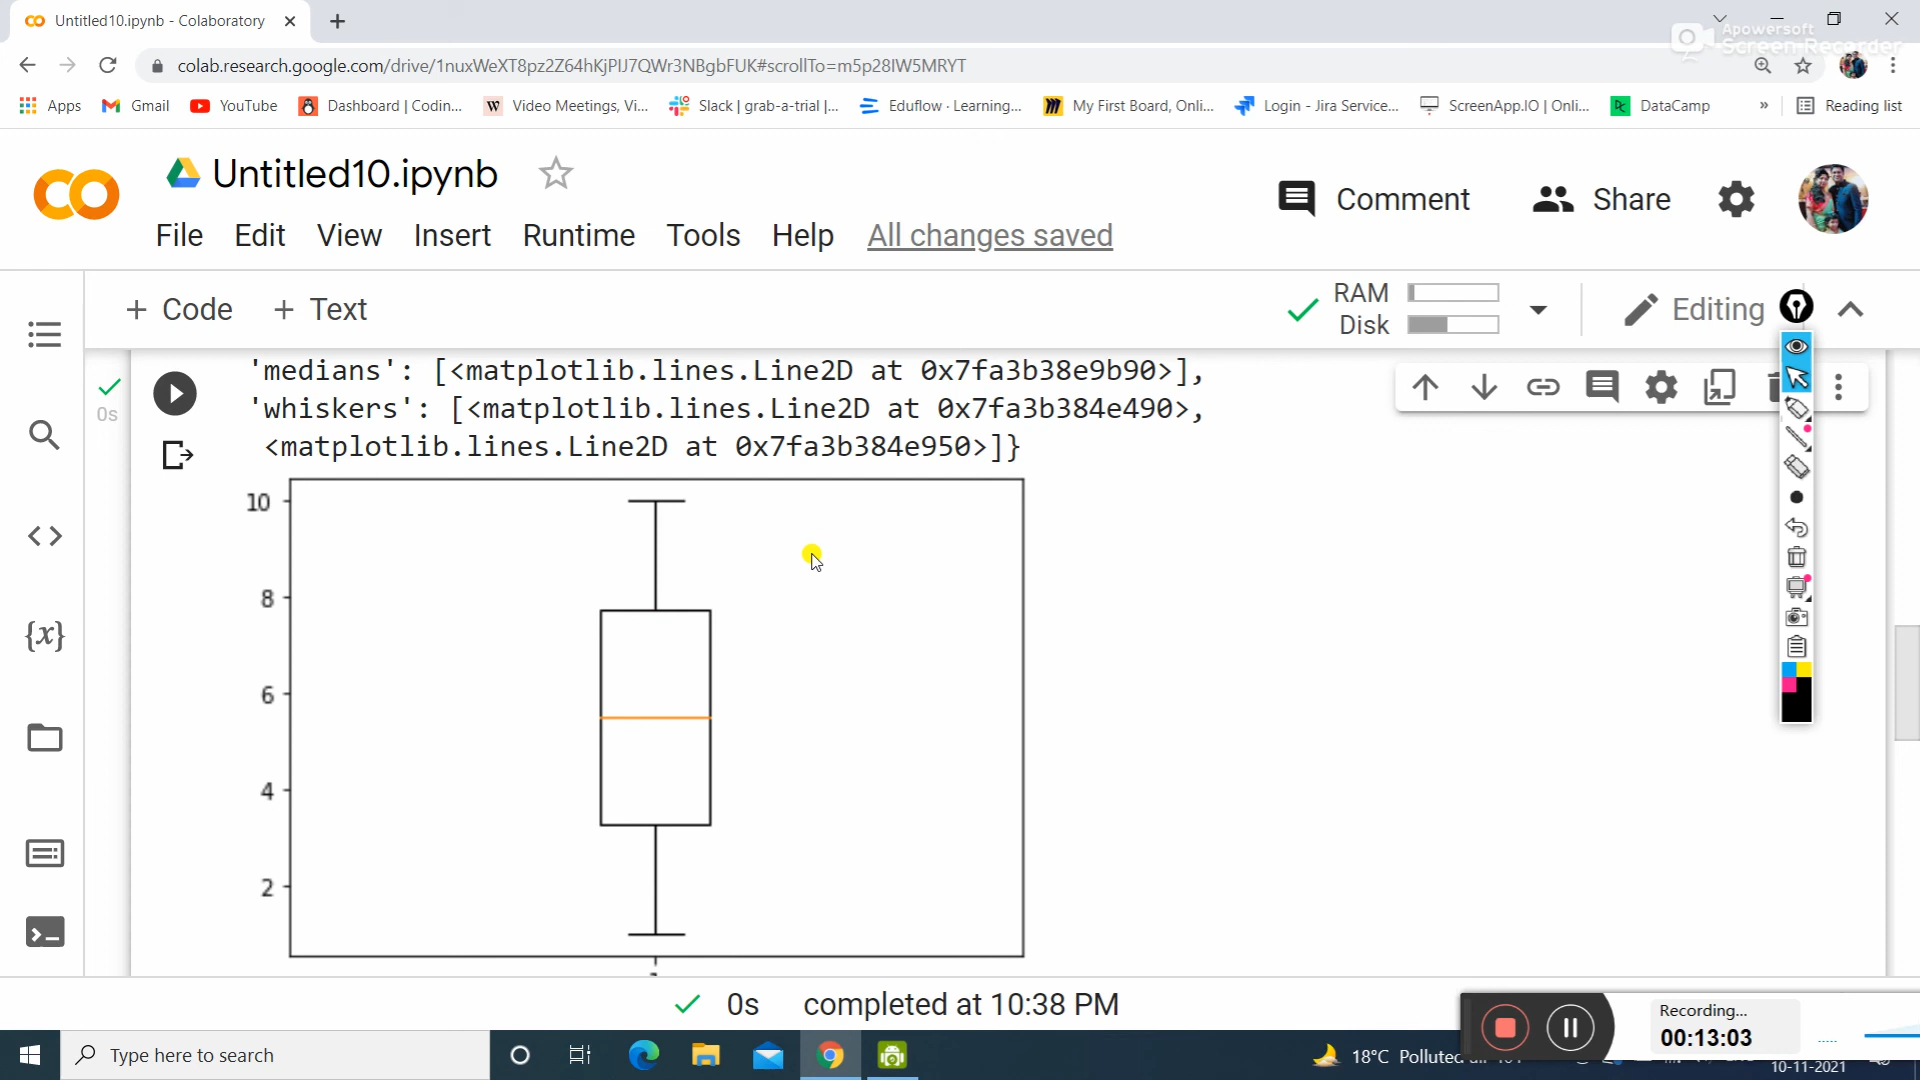 Untitled10.ipynb - Colaboratory
Apowersoft
Screen Recorder
colab.research.google.com/drive/1nuxWeXT8pz2Z64hKjPIJ7QWr3NBgbFUK#scrollTo=m5p28IW5MRYT
Apps Gmail YouTube Dashboard | Codin... Video Meetings, Vi... Slack | grab-a-trial |... Eduflow · Learning... My First Board, Onli... Login - Jira Service... ScreenApp.IO | Onli... DataCamp » Reading list
Untitled10.ipynb
Comment Share
File Edit View Insert Runtime Tools Help All changes saved
+ Code + Text
RAM
Disk
Editing
'medians': [<matplotlib.lines.Line2D at 0x7fa3b38e9b90>],
0s
'whiskers': [<matplotlib.lines.Line2D at 0x7fa3b384e490>,
<matplotlib.lines.Line2D at 0x7fa3b384e950>]}
10
8
6
4
2
{x}
0s completed at 10:38 PM
Recording...
00:13:03
Type here to search
18°C Polluted
10-11-2021